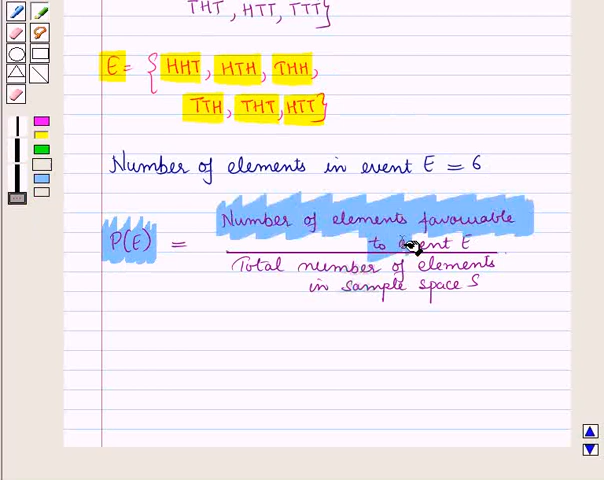 THT, HTT, TTT}
E = { HHT, HTH, THH,
TTH, THT, HTT}
Number of elements in event E = 6
P(E) = Number of elements favourable
to event E
Total number of elements
in sample space S